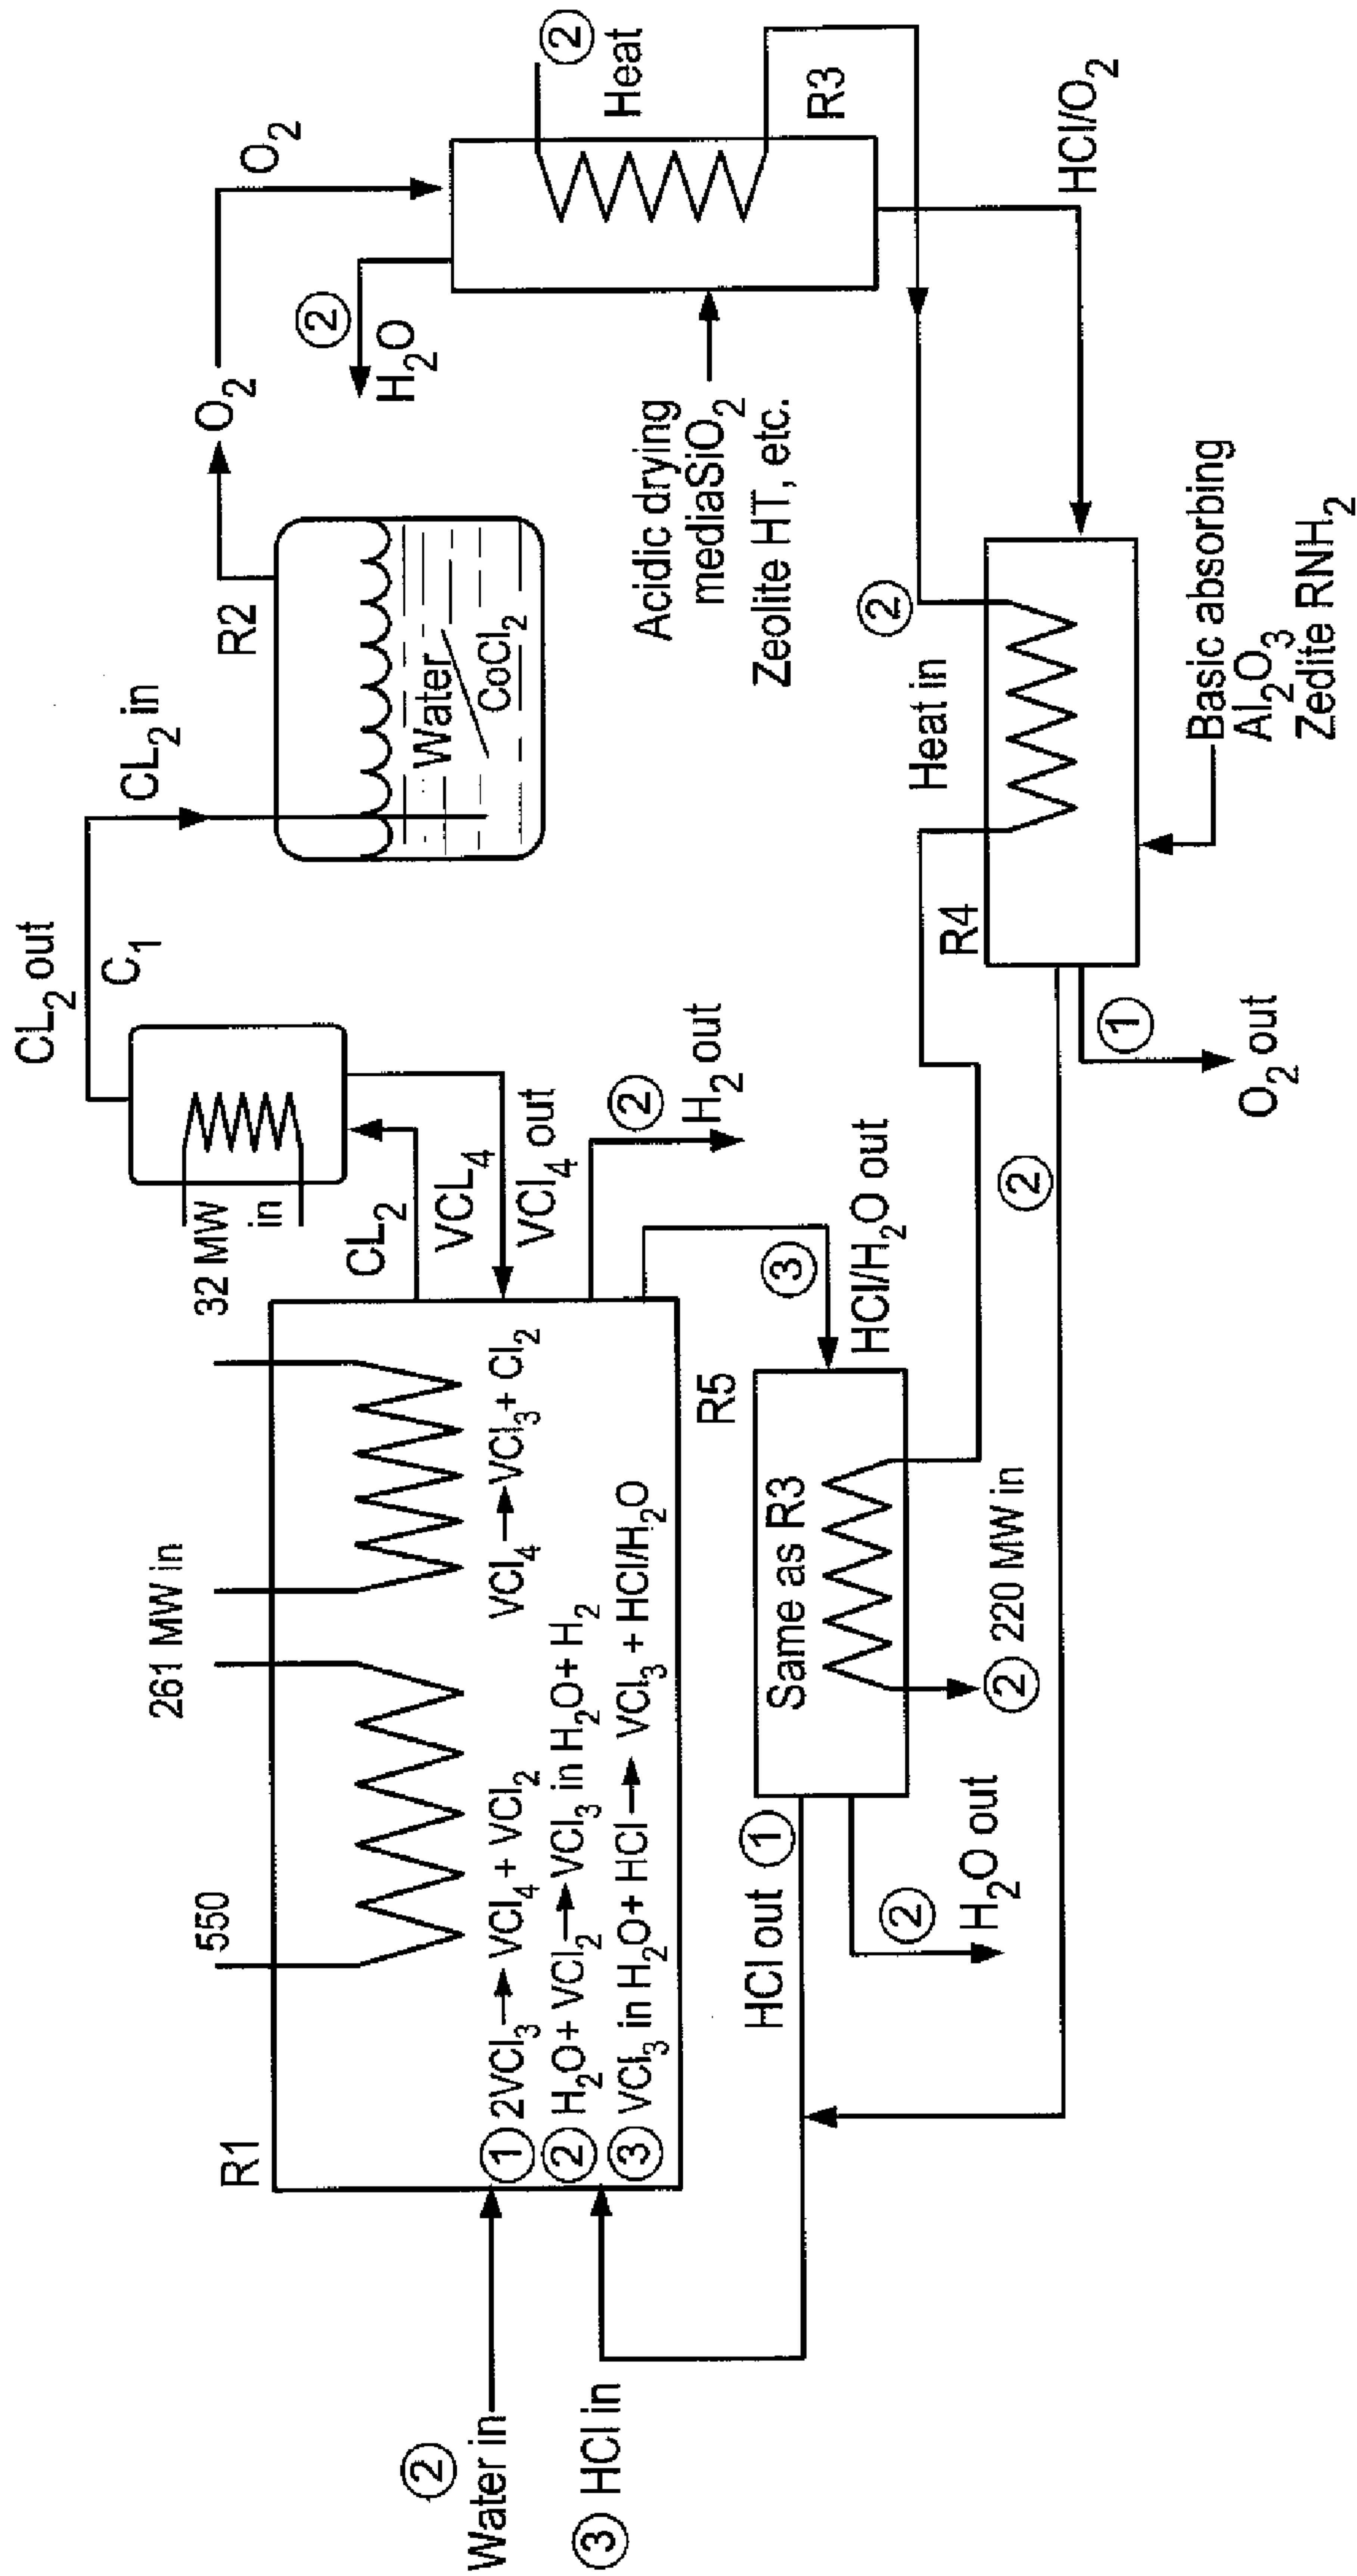 ② Water in
③ HCl in
R1
550
261 MW in
① 2VCl₃ → VCl₄ + VCl₂
VCl₄ → VCl₃ + Cl₂
② H₂O + VCl₂ → VCl₃ in H₂O + H₂
③ VCl₃ in H₂O + HCl → VCl₃ + HCl/H₂O
32 MW
in
CL₂
VCL₄
VCl₄ out
②
H₂ out
CL₂ out
C₁
CL₂ in
R2
Water
CoCl₂
O₂
O₂
②
H₂O
②
Heat
R3
Acidic drying
mediaSiO₂
Zeolite HT, etc.
HCl/O₂
R4
Heat in
②
Basic absorbing
Al₂O₃
Zedite RNH₂
①
O₂ out
②
R5
③
HCl/H₂O out
Same as R3
② 220 MW in
HCl out ①
②
H₂O out